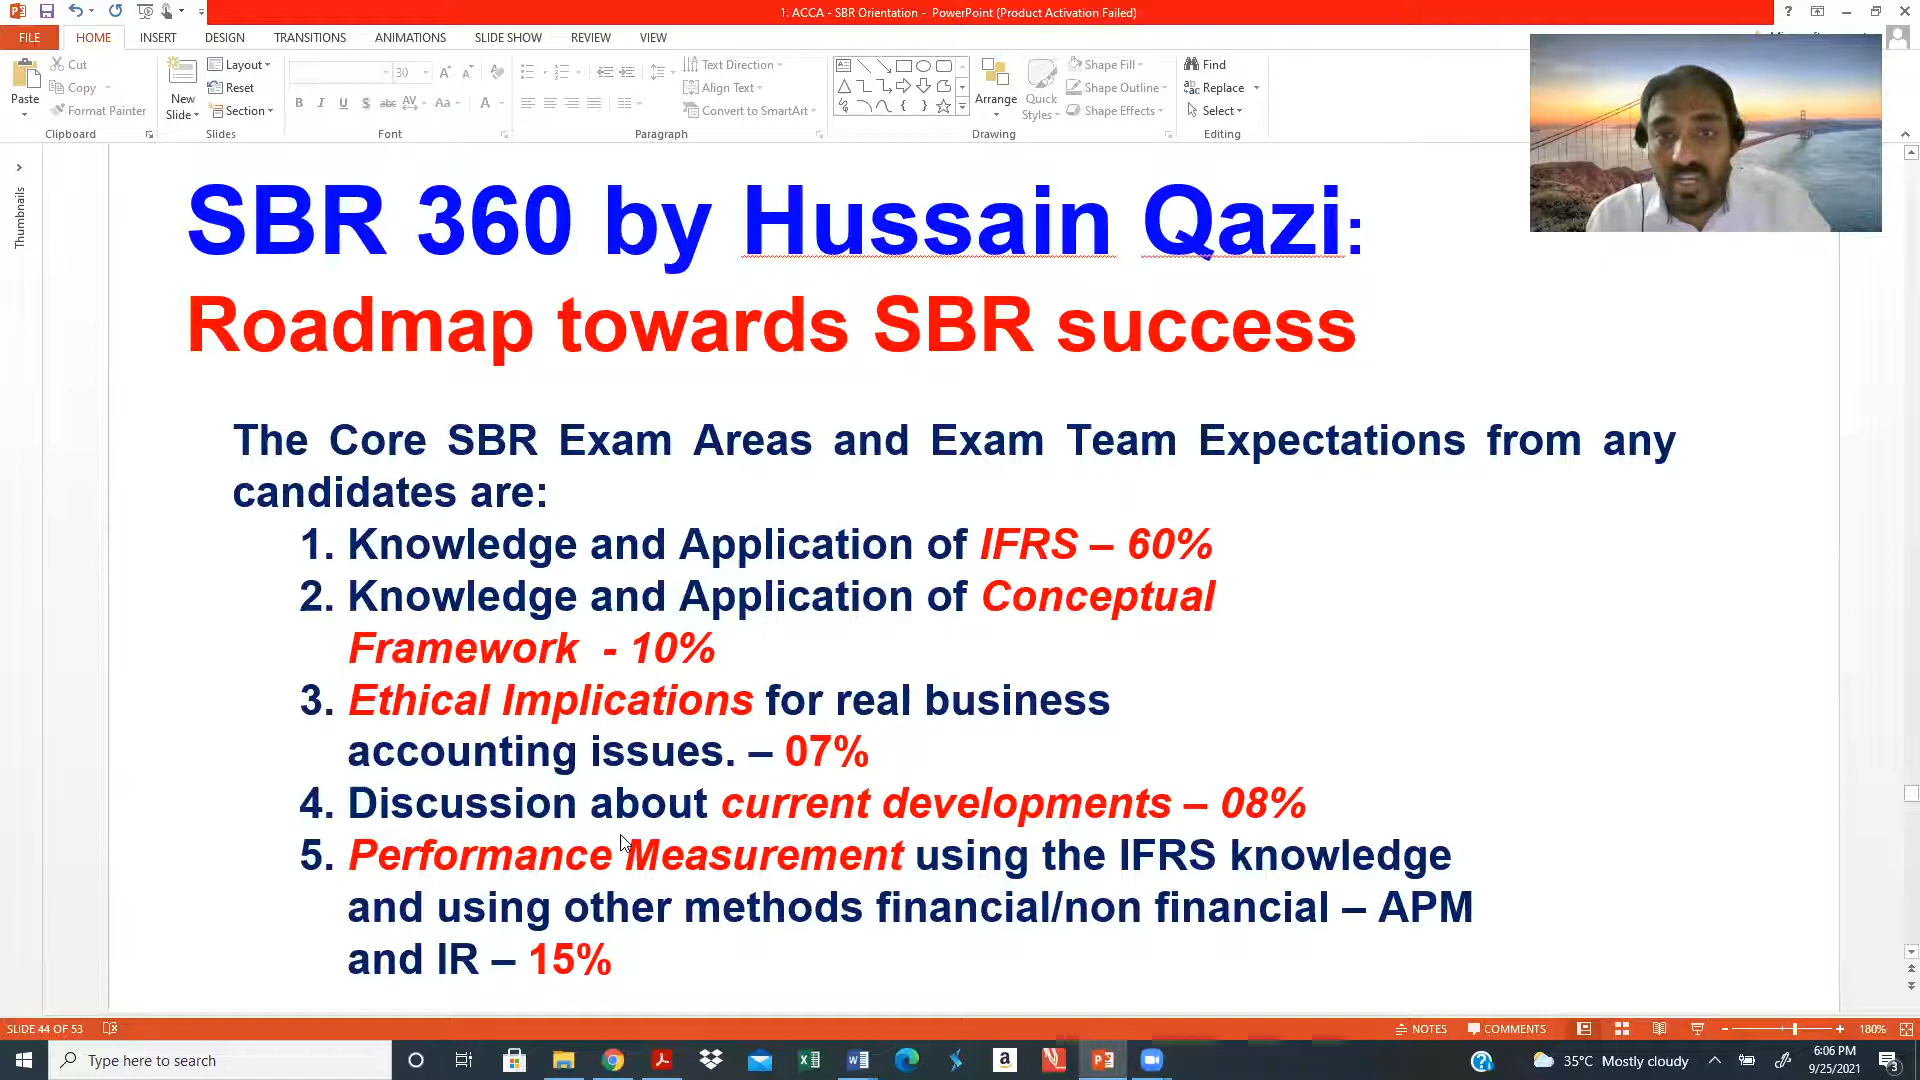 1. ACCA - SBR Orientation - PowerPoint (Product Activation Failed)
FILE HOME INSERT DESIGN TRANSITIONS ANIMATIONS SLIDE SHOW REVIEW VIEW
Cut
Copy
Format Painter
Paste
Clipboard
New
Slide
Layout
Reset
Section
Slides
30
abc
AV
Aa
A
Font
Text Direction
Align Text
Convert to SmartArt
Paragraph
Arrange
Quick
Styles
Shape Fill
Shape Outline
Shape Effects
Drawing
Find
Replace
Select
Editing
Thumbnails
SBR 360 by Hussain Qazi:
Roadmap towards SBR success
The Core SBR Exam Areas and Exam Team Expectations from any
candidates are:
1. Knowledge and Application of IFRS – 60%
2. Knowledge and Application of Conceptual
Framework - 10%
3. Ethical Implications for real business
accounting issues. – 07%
4. Discussion about current developments – 08%
5. Performance Measurement using the IFRS knowledge
and using other methods financial/non financial – APM
and IR – 15%
SLIDE 44 OF 53
NOTES COMMENTS 180%
Type here to search
35°C Mostly cloudy
6:06 PM
9/25/2021
3